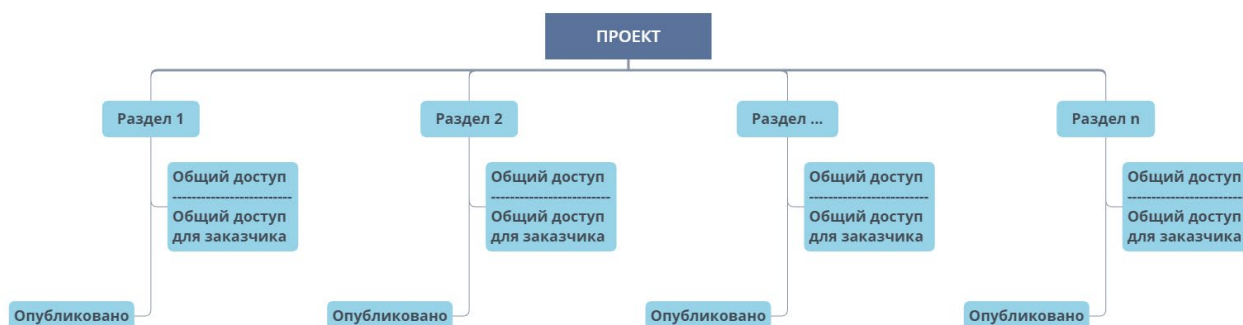 ПРОЕКТ
Раздел 1
Раздел 2
Раздел ...
Раздел n
Общий доступ
-------------------------
Общий доступ
для заказчика
Общий доступ
-------------------------
Общий доступ
для заказчика
Общий доступ
-------------------------
Общий доступ
для заказчика
Общий доступ
-------------------------
Общий доступ
для заказчика
Опубликовано
Опубликовано
Опубликовано
Опубликовано